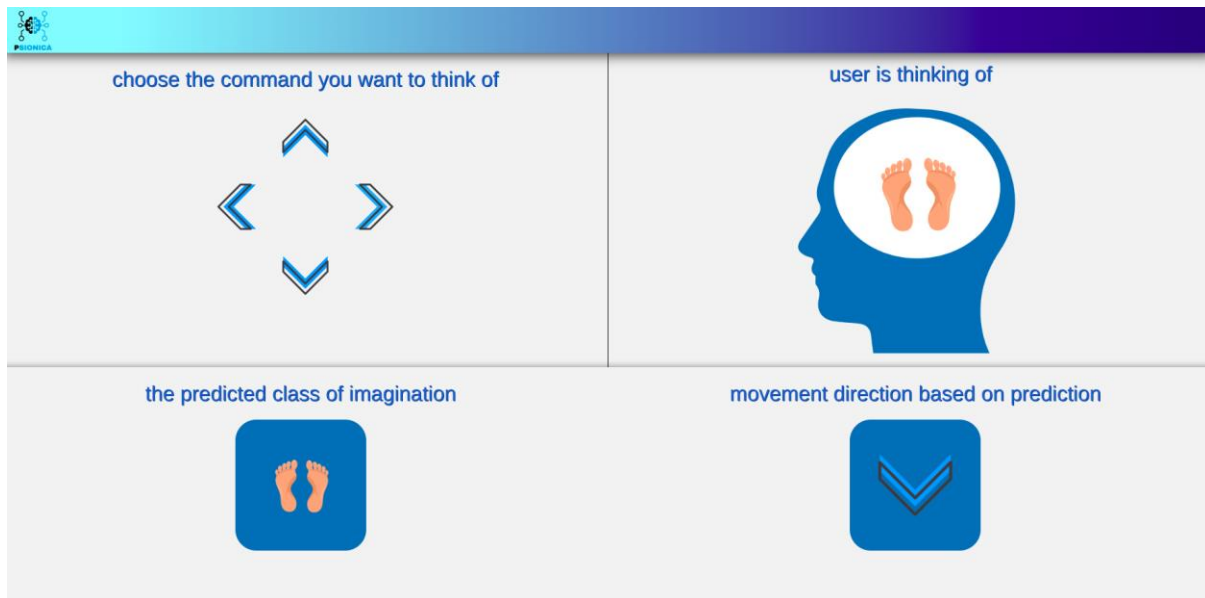 PSIONICA
choose the command you want to think of
user is thinking of
the predicted class of imagination
movement direction based on prediction